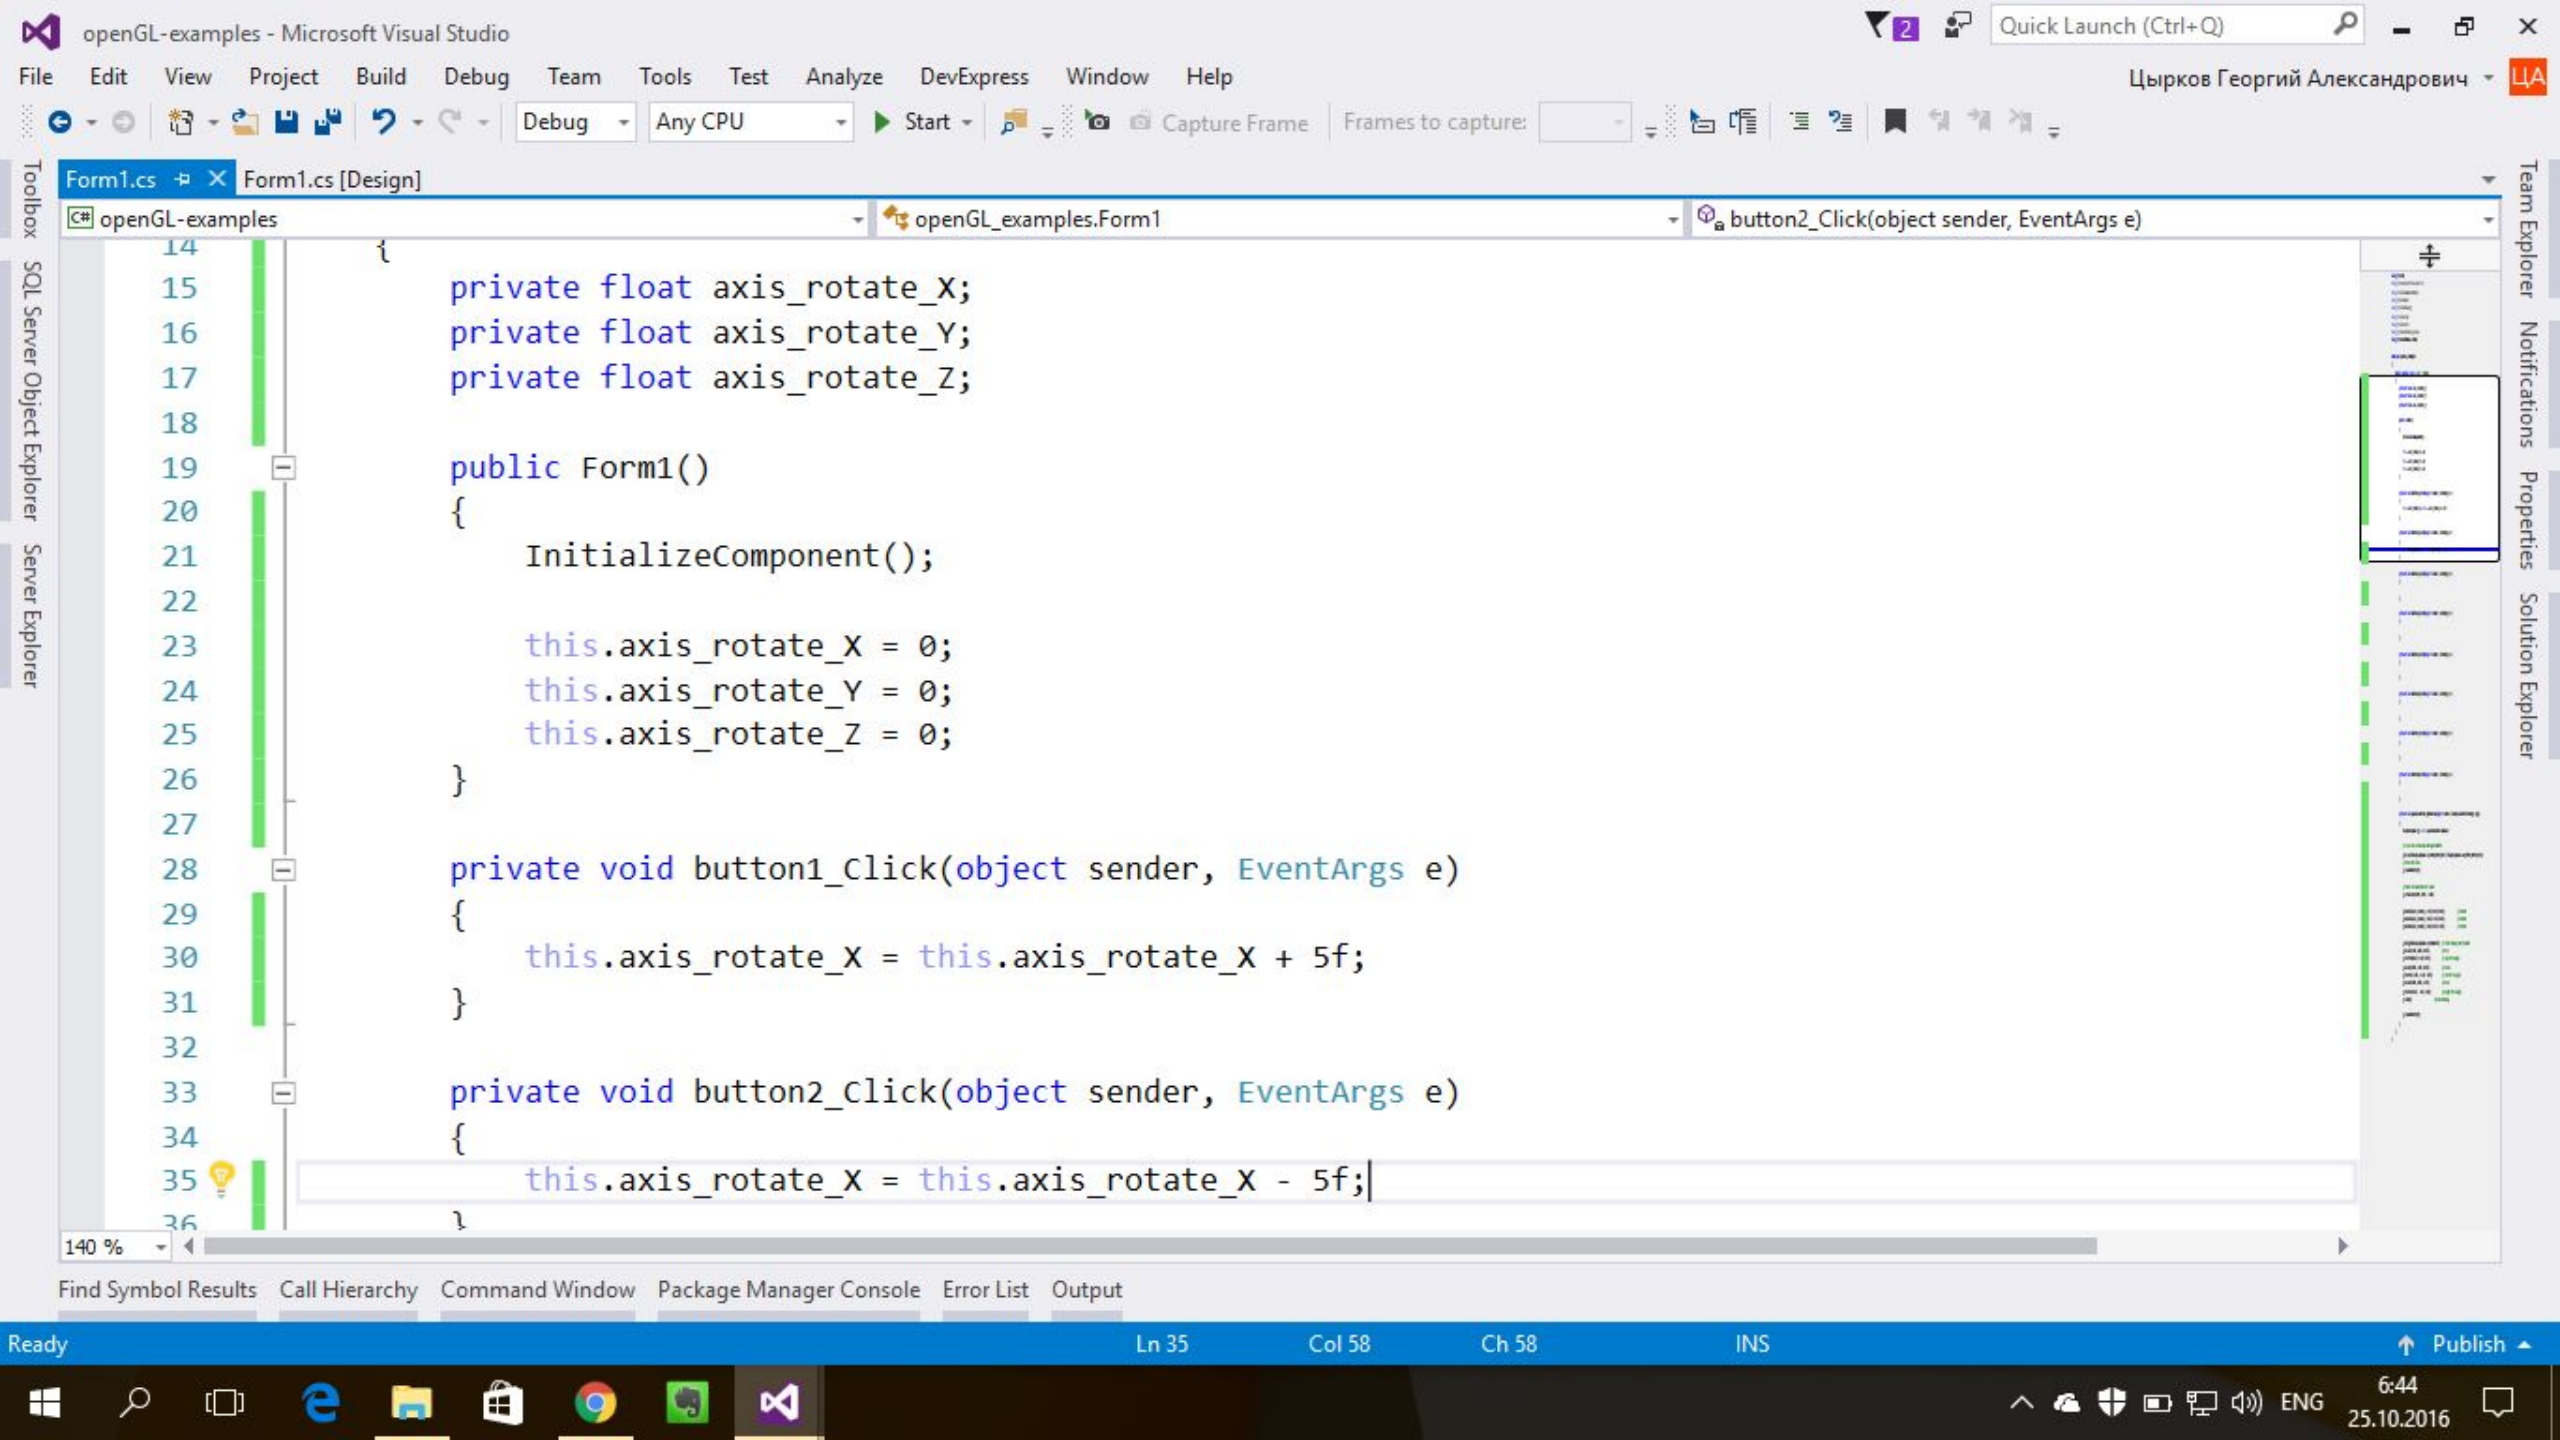 openGL-examples - Microsoft Visual Studio
2
Quick Launch (Ctrl+Q)
File Edit View Project Build Debug Team Tools Test Analyze DevExpress Window Help
Цырков Георгий Александрович
ЦА
Debug Any CPU Start Capture Frame Frames to capture:
Form1.cs Form1.cs [Design]
C# openGL-examples openGL_examples.Form1 button2_Click(object sender, EventArgs e)
Toolbox
SQL Server Object Explorer
Server Explorer
14 {
15 private float axis_rotate_X;
16 private float axis_rotate_Y;
17 private float axis_rotate_Z;
18
19 public Form1()
20 {
21 InitializeComponent();
22
23 this.axis_rotate_X = 0;
24 this.axis_rotate_Y = 0;
25 this.axis_rotate_Z = 0;
26 }
27
28 private void button1_Click(object sender, EventArgs e)
29 {
30 this.axis_rotate_X = this.axis_rotate_X + 5f;
31 }
32
33 private void button2_Click(object sender, EventArgs e)
34 {
35 this.axis_rotate_X = this.axis_rotate_X - 5f;
36 }
Team Explorer
Notifications
Properties
Solution Explorer
140 %
Find Symbol Results Call Hierarchy Command Window Package Manager Console Error List Output
Ready Ln 35 Col 58 Ch 58 INS Publish
ENG
6:44
25.10.2016